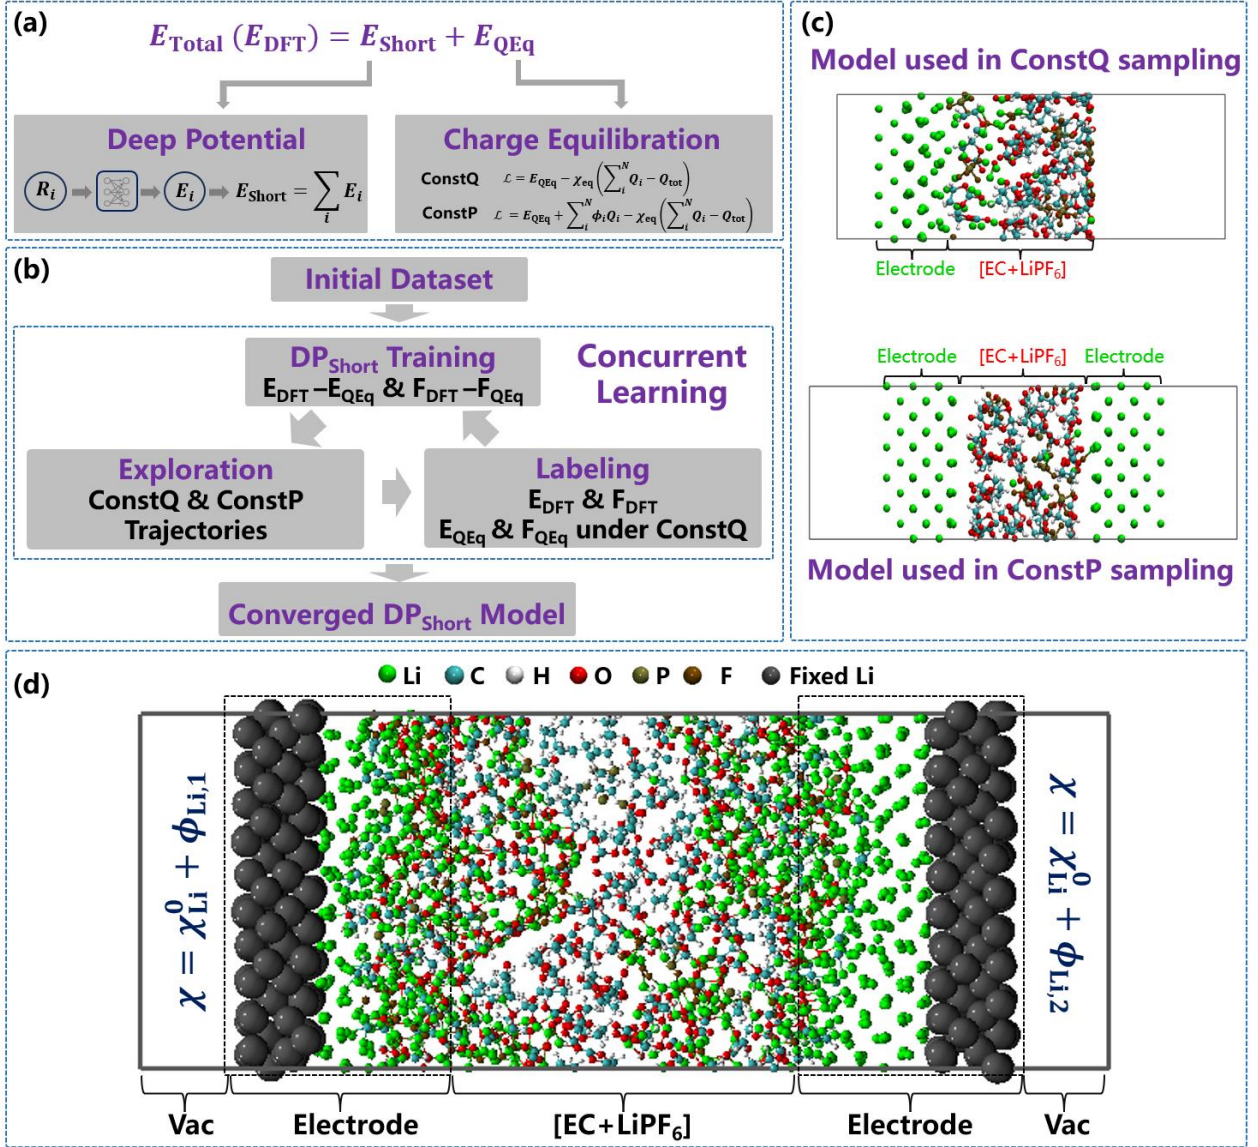 (a)
E_Total (E_DFT) = E_Short + E_QEq
Deep Potential
R_i E_i E_Short = ∑_i E_i
Charge Equilibration
ConstQ ℒ = E_QEq − χ_eq (∑_i^N Q_i − Q_tot)
ConstP ℒ = E_QEq + ∑_i^N ϕ_i Q_i − χ_eq (∑_i^N Q_i − Q_tot)
(b)
Initial Dataset
DP_Short Training
E_DFT – E_QEq & F_DFT – F_QEq
Concurrent
Learning
Exploration
ConstQ & ConstP
Trajectories
Labeling
E_DFT & F_DFT
E_QEq & F_QEq under ConstQ
Converged DP_Short Model
(c)
Model used in ConstQ sampling
Electrode [EC+LiPF₆]
Electrode [EC+LiPF₆] Electrode
Model used in ConstP sampling
(d)
Li C H O P F Fixed Li
χ = χ⁰_Li + ϕ_Li,1
χ = χ⁰_Li + ϕ_Li,2
Vac Electrode [EC+LiPF₆] Electrode Vac